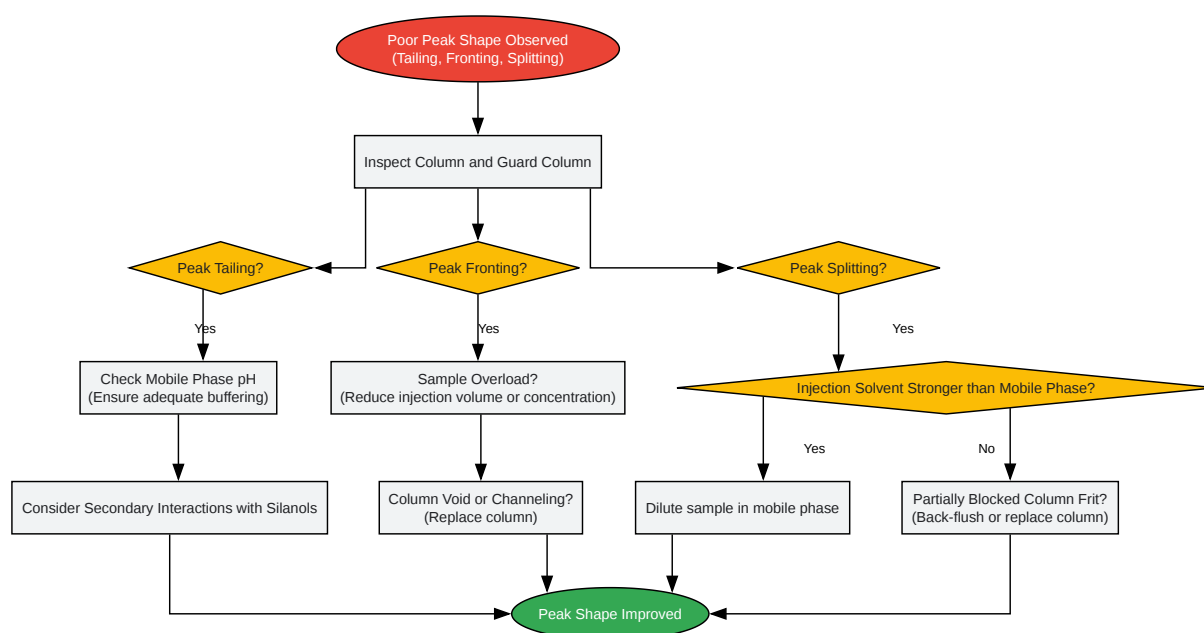 Poor Peak Shape Observed
(Tailing, Fronting, Splitting)
Inspect Column and Guard Column
Peak Tailing?
Peak Fronting?
Peak Splitting?
Yes
Yes
Yes
Check Mobile Phase pH
(Ensure adequate buffering)
Sample Overload?
(Reduce injection volume or concentration)
Injection Solvent Stronger than Mobile Phase?
Yes
No
Consider Secondary Interactions with Silanols
Column Void or Channeling?
(Replace column)
Dilute sample in mobile phase
Partially Blocked Column Frit?
(Back-flush or replace column)
Peak Shape Improved